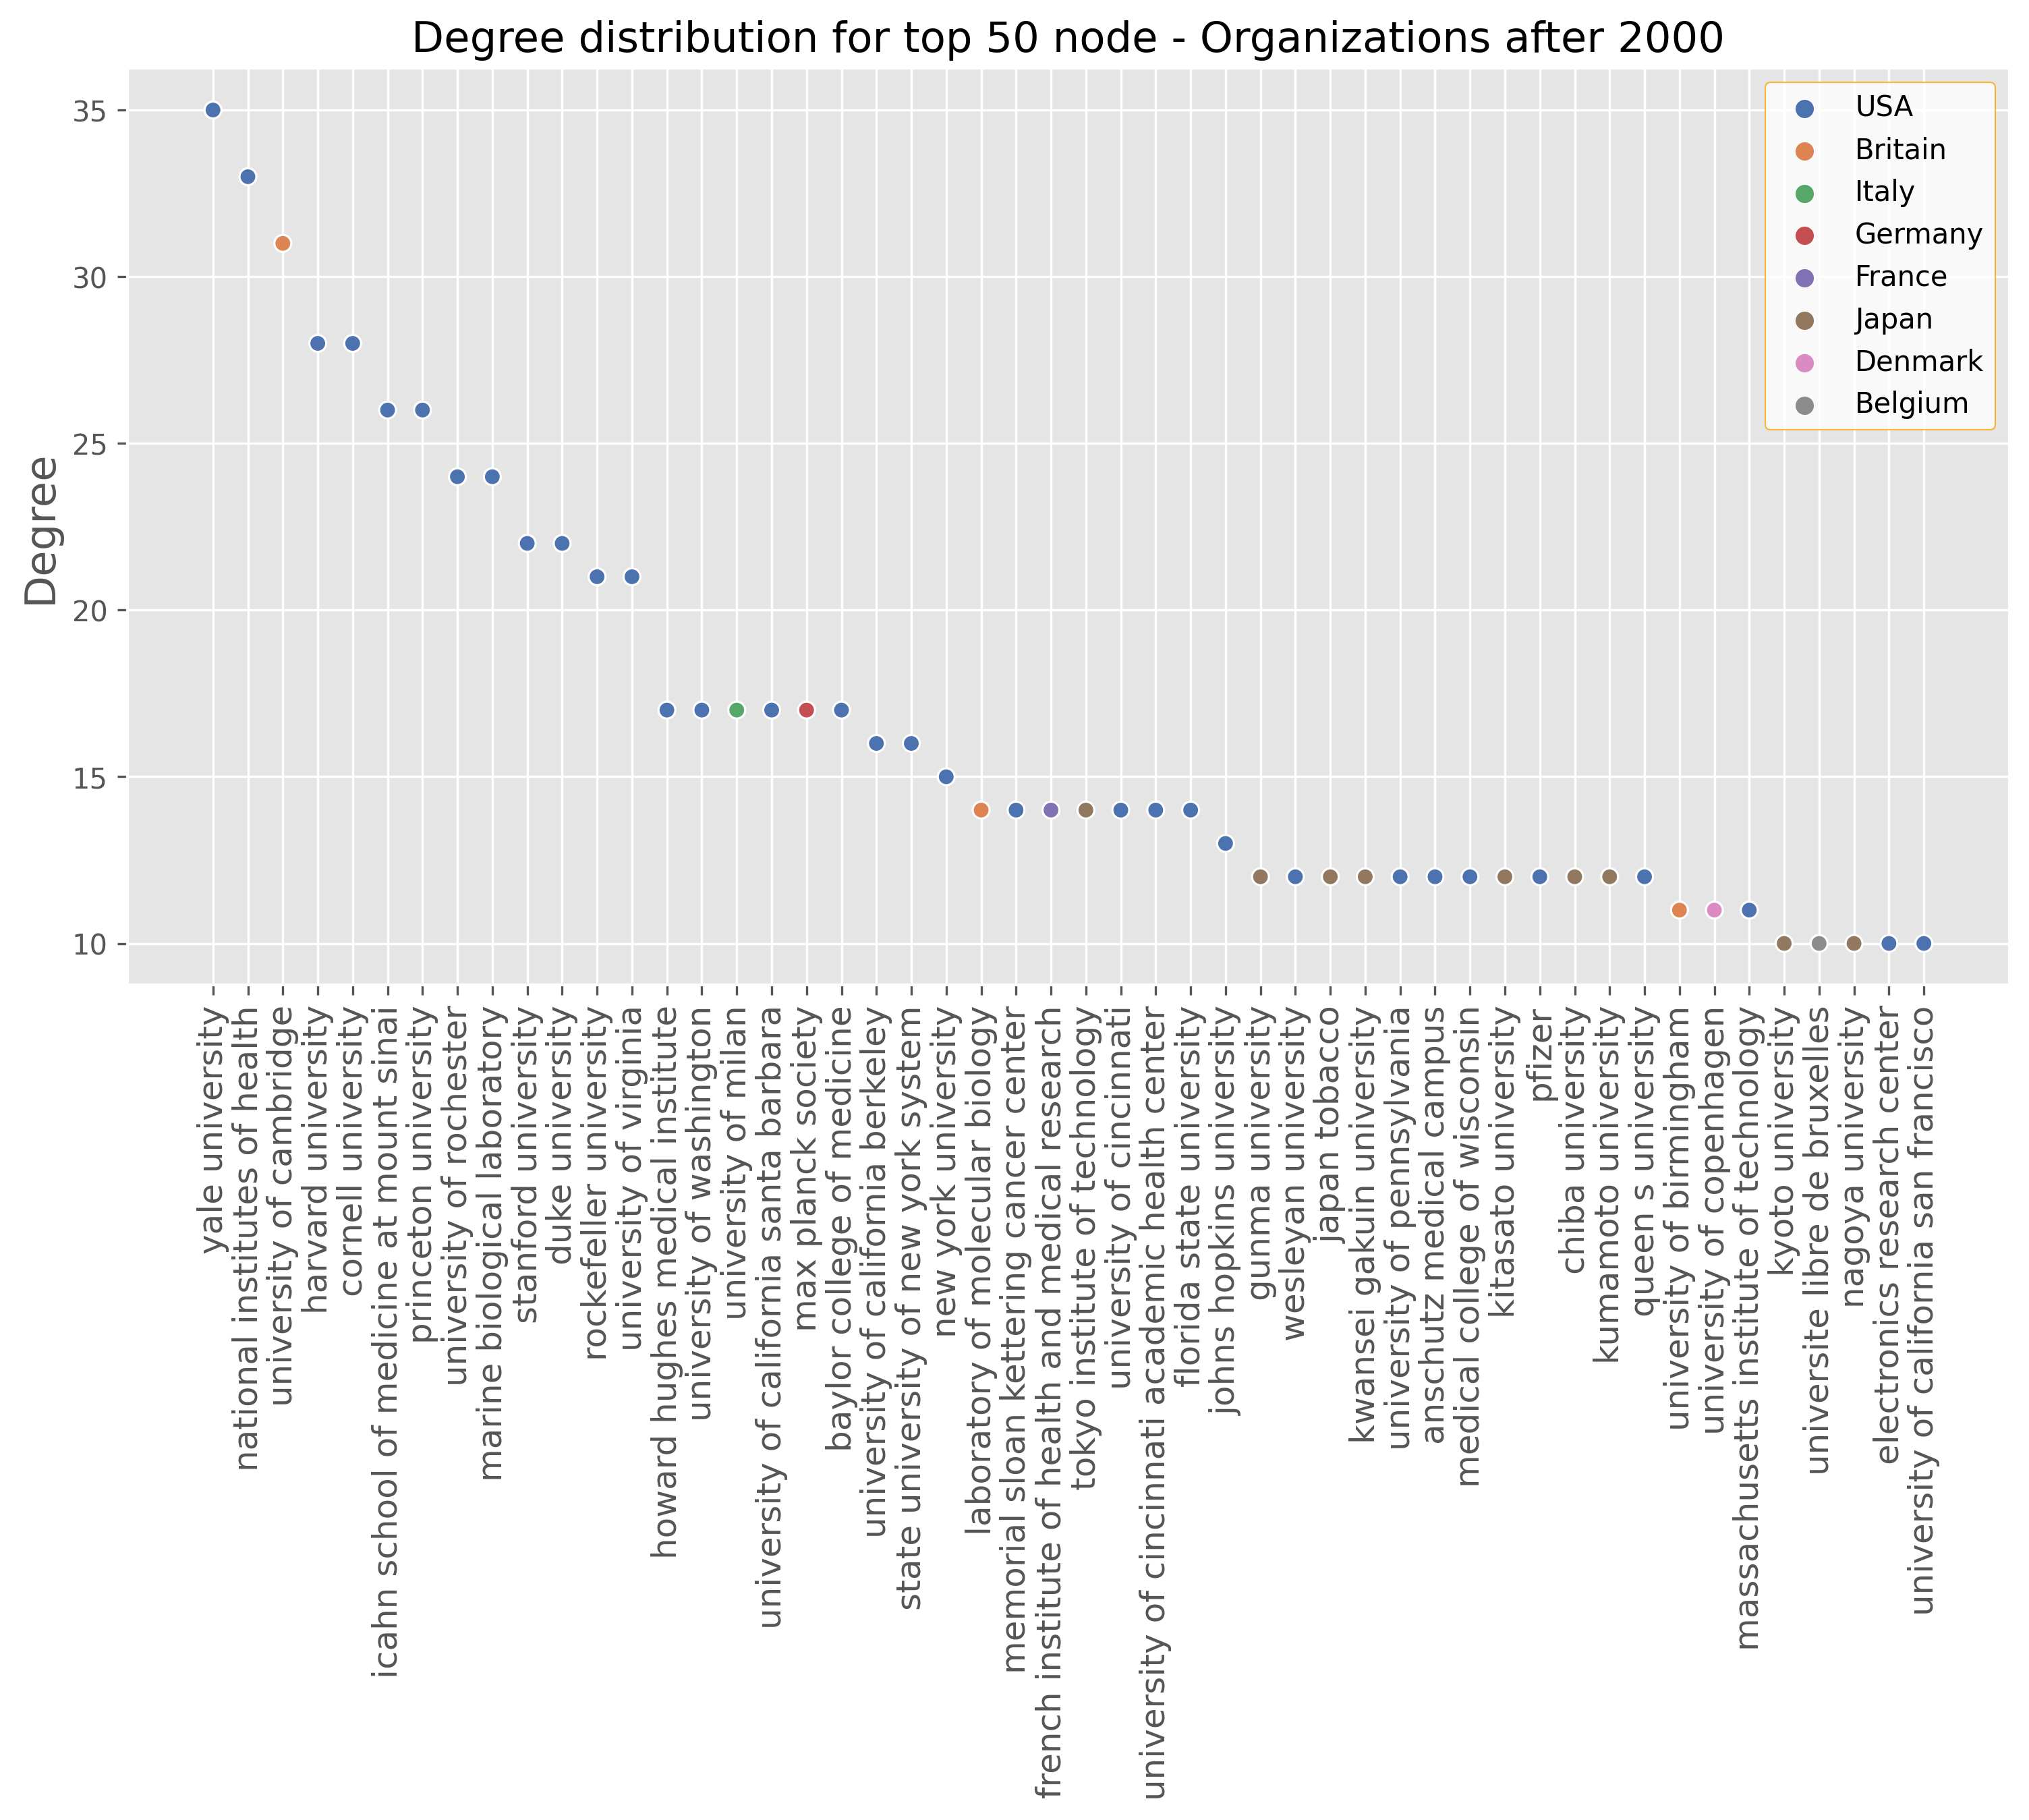 Degree distribution for top 50 node - Organizations after 2000
Degree
35
30
25
20
15
10
USA
Britain
Italy
Germany
France
Japan
Denmark
Belgium
yale university
national institutes of health
university of cambridge
harvard university
cornell university
icahn school of medicine at mount sinai
princeton university
university of rochester
marine biological laboratory
stanford university
duke university
rockefeller university
university of virginia
howard hughes medical institute
university of washington
university of milan
university of california santa barbara
max planck society
baylor college of medicine
university of california berkeley
state university of new york system
new york university
laboratory of molecular biology
memorial sloan kettering cancer center
french institute of health and medical research
tokyo institute of technology
university of cincinnati
university of cincinnati academic health center
florida state university
johns hopkins university
gunma university
wesleyan university
japan tobacco
kwansei gakuin university
university of pennsylvania
anschutz medical campus
medical college of wisconsin
kitasato university
pfizer
chiba university
kumamoto university
queen s university
university of birmingham
university of copenhagen
massachusetts institute of technology
kyoto university
universite libre de bruxelles
nagoya university
electronics research center
university of california san francisco